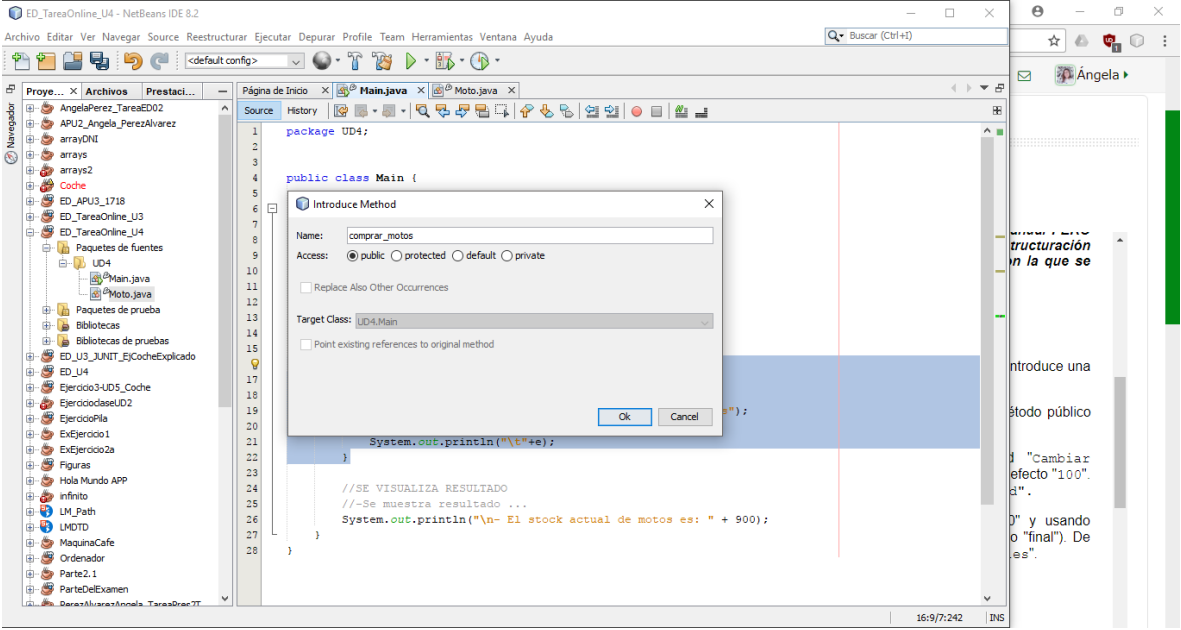 ED_TareaOnline_U4 - NetBeans IDE 8.2
Archivo Editar Ver Navegar Source Reestructurar Ejecutar Depurar Profile Team Herramientas Ventana Ayuda
Buscar (Ctrl+I)
<default config>
Ángela
Proye... Archivos Prestaci...
Navegador
AngelaPerez_TareaED02
APU2_Angela_PerezAlvarez
arrayDNI
arrays
arrays2
Coche
ED_APU3_1718
ED_TareaOnline_U3
ED_TareaOnline_U4
Paquetes de fuentes
UD4
Main.java
Moto.java
Paquetes de prueba
Bibliotecas
Bibliotecas de pruebas
ED_U3_JUNIT_EjCocheExplicado
ED_U4
Ejercicio3-UD5_Coche
EjercicioclaseUD2
EjercicioPila
ExEjercicio1
ExEjercicio2a
Figuras
Hola Mundo APP
infinito
LM_Path
LMDTD
MaquinaCafe
Ordenador
Parte2.1
ParteDelExamen
PerezAlvarezAngela_TareaPres2T
Página de Inicio Main.java Moto.java
Source History
1 package UD4;
2
3
4 public class Main {
5
6
7
8
9
10
11
12
13
14
15
17
18
19 s");
20
21 System.out.println("\t"+e);
22 }
23
24 //SE VISUALIZA RESULTADO
25 //-Se muestra resultado ...
26 System.out.println("\n- El stock actual de motos es: " + 900);
27 }
28 }
Introduce Method
Name: comprar_motos
Access: public protected default private
Replace Also Other Occurrences
Target Class: UD4.Main
Point existing references to original method
Ok Cancel
16:9/7:242 INS
tructuración
on la que se
ntroduce una
étodo público
d "Cambiar
efecto "100".
d".
0" y usando
o "final"). De
les".